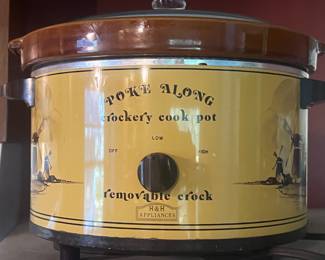 POKE ALONG
crockery cook pot
LOW
OFF
HIGH
removable crock
H&H
APPLIANCES